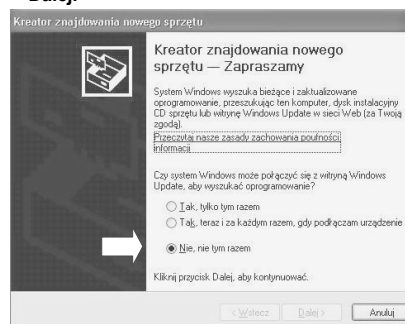 Dalej.
Kreator znajdowania nowego sprzętu
Kreator znajdowania nowego
sprzętu — Zapraszamy
System Windows wyszuka bieżące i zaktualizowane
oprogramowanie, przeszukując ten komputer, dysk instalacyjny
CD sprzętu lub witrynę Windows Update w sieci Web (za Twoją
zgodą).
Przeczytaj nasze zasady zachowania poufności
informacji
Czy system Windows może połączyć się z witryną Windows
Update, aby wyszukać oprogramowanie?
Tak, tylko tym razem
Tak, teraz i za każdym razem, gdy podłączam urządzenie
Nie, nie tym razem
Kliknij przycisk Dalej, aby kontynuować.
< Wstecz Dalej > Anuluj